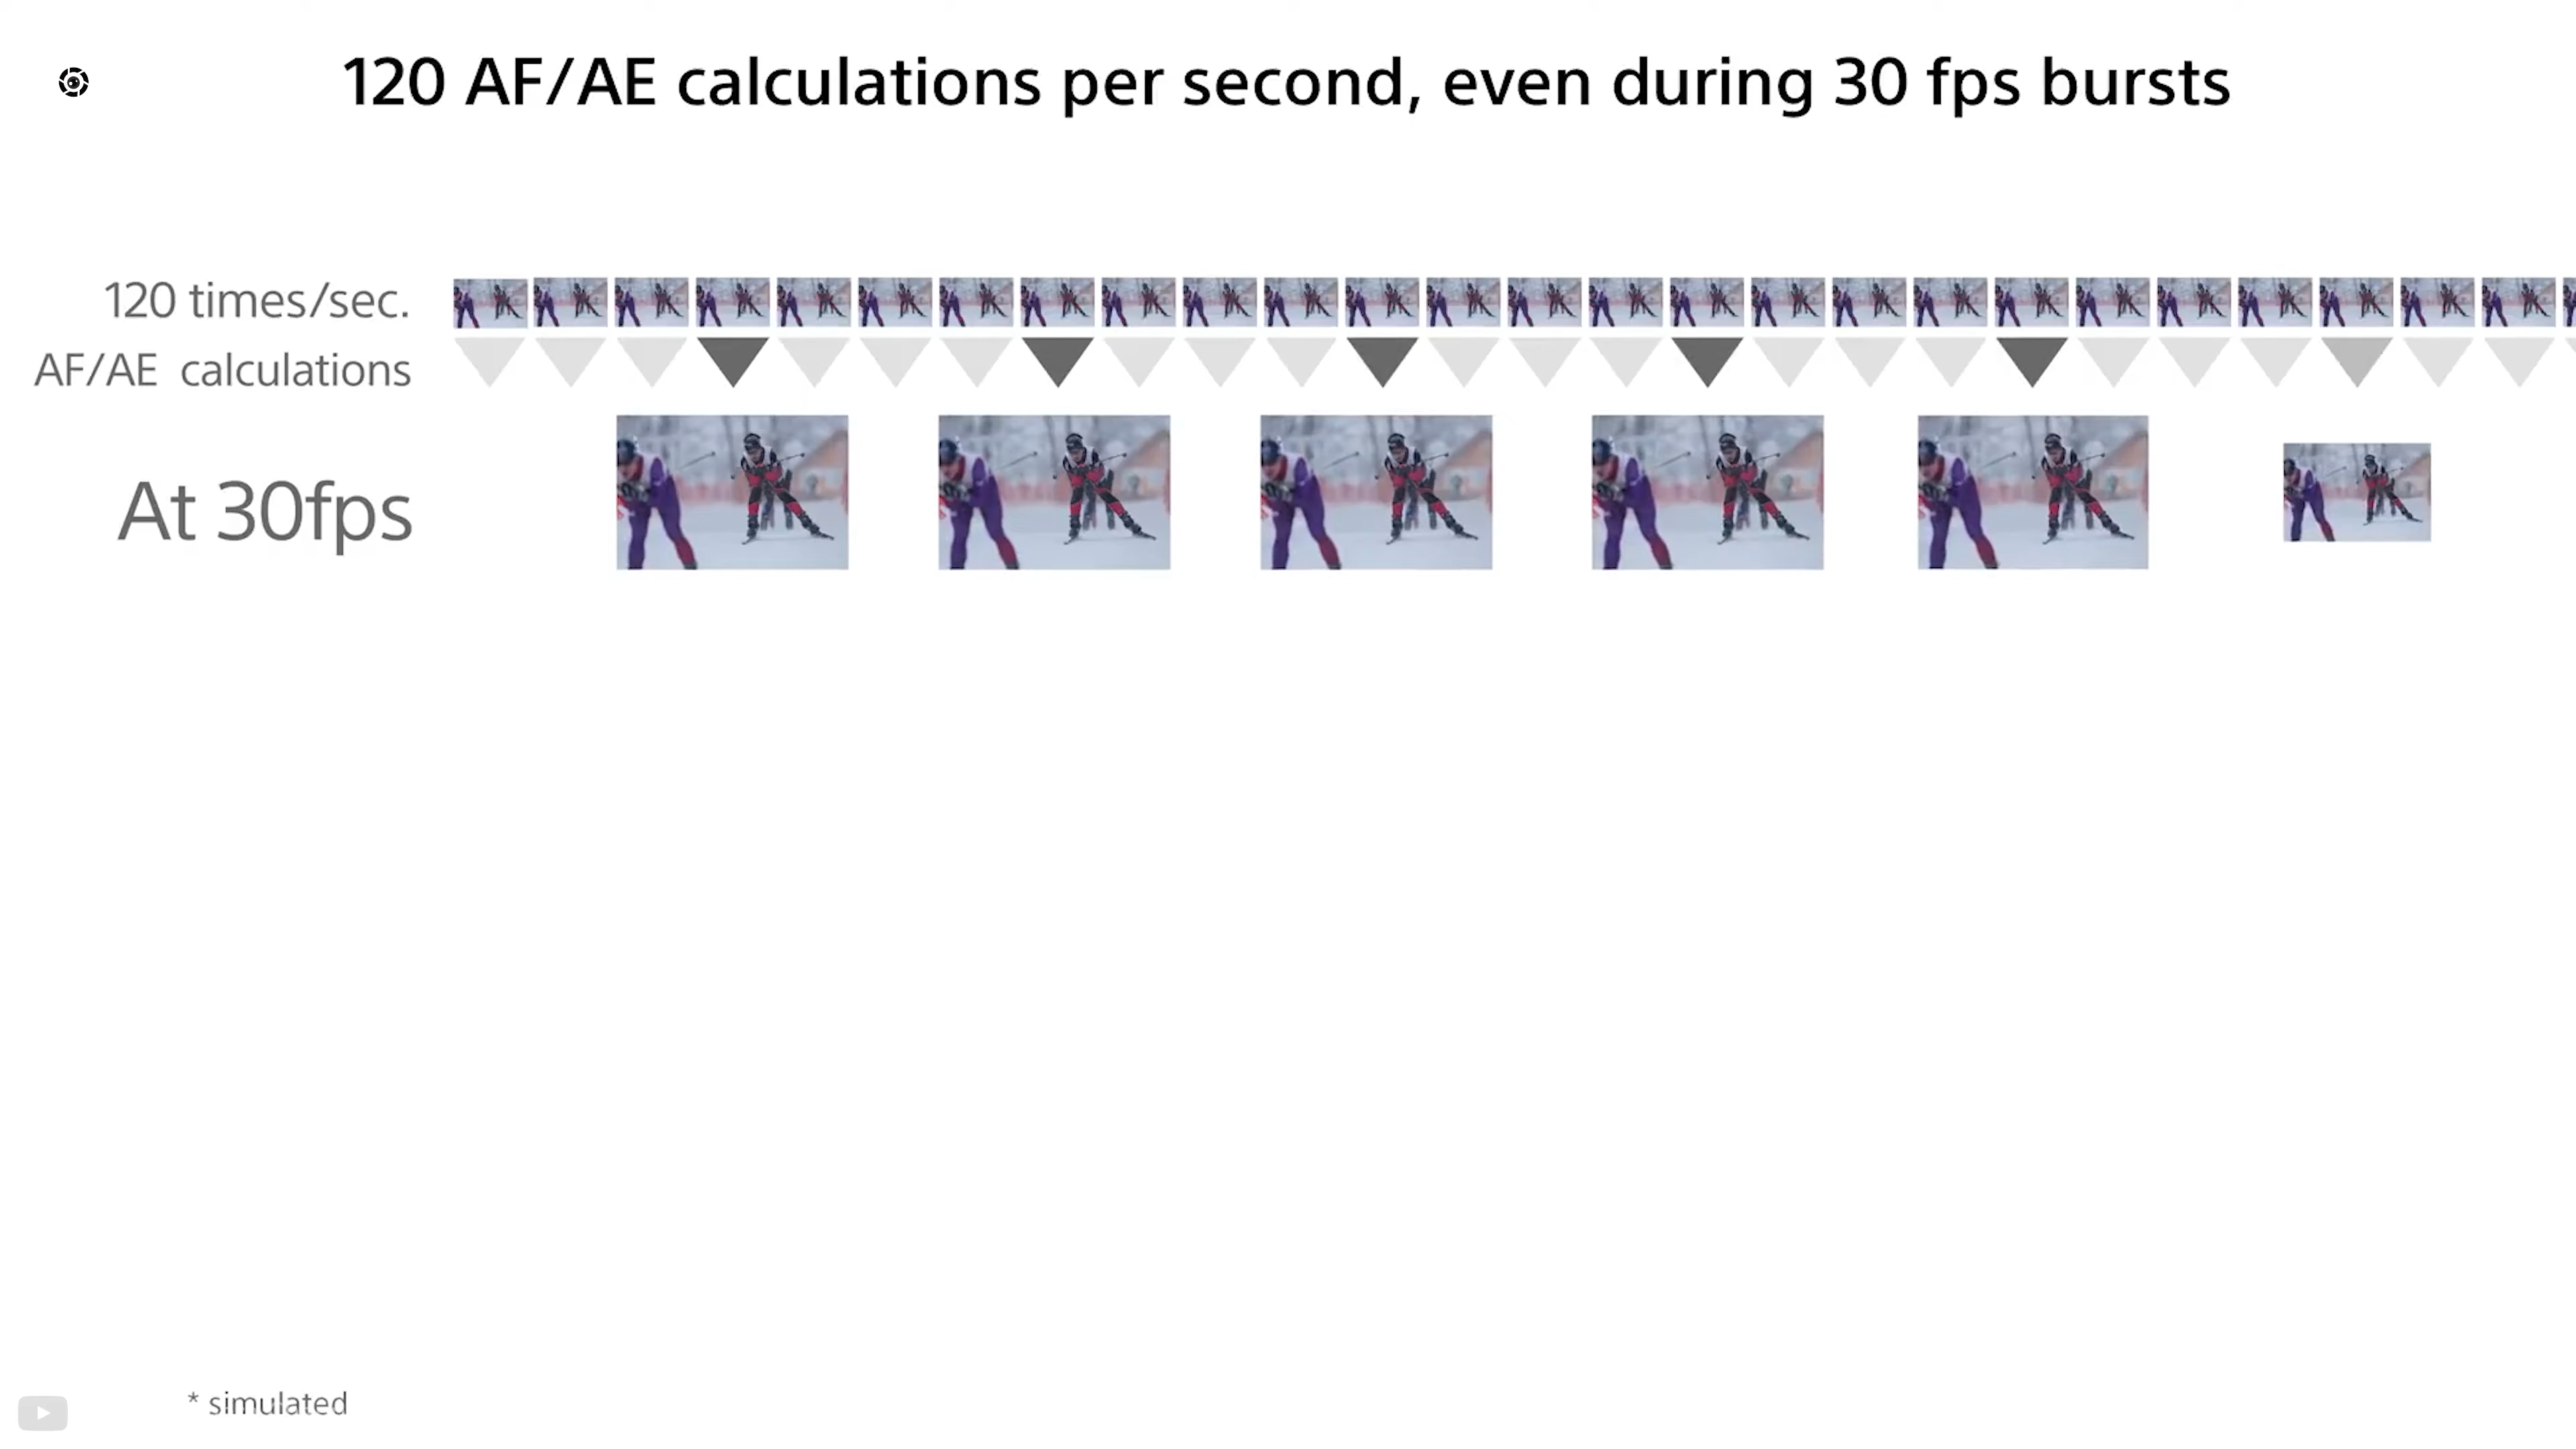 120 AF/AE calculations per second, even during 30 fps bursts
120 times/sec.
AF/AE calculations
At 30fps
* simulated